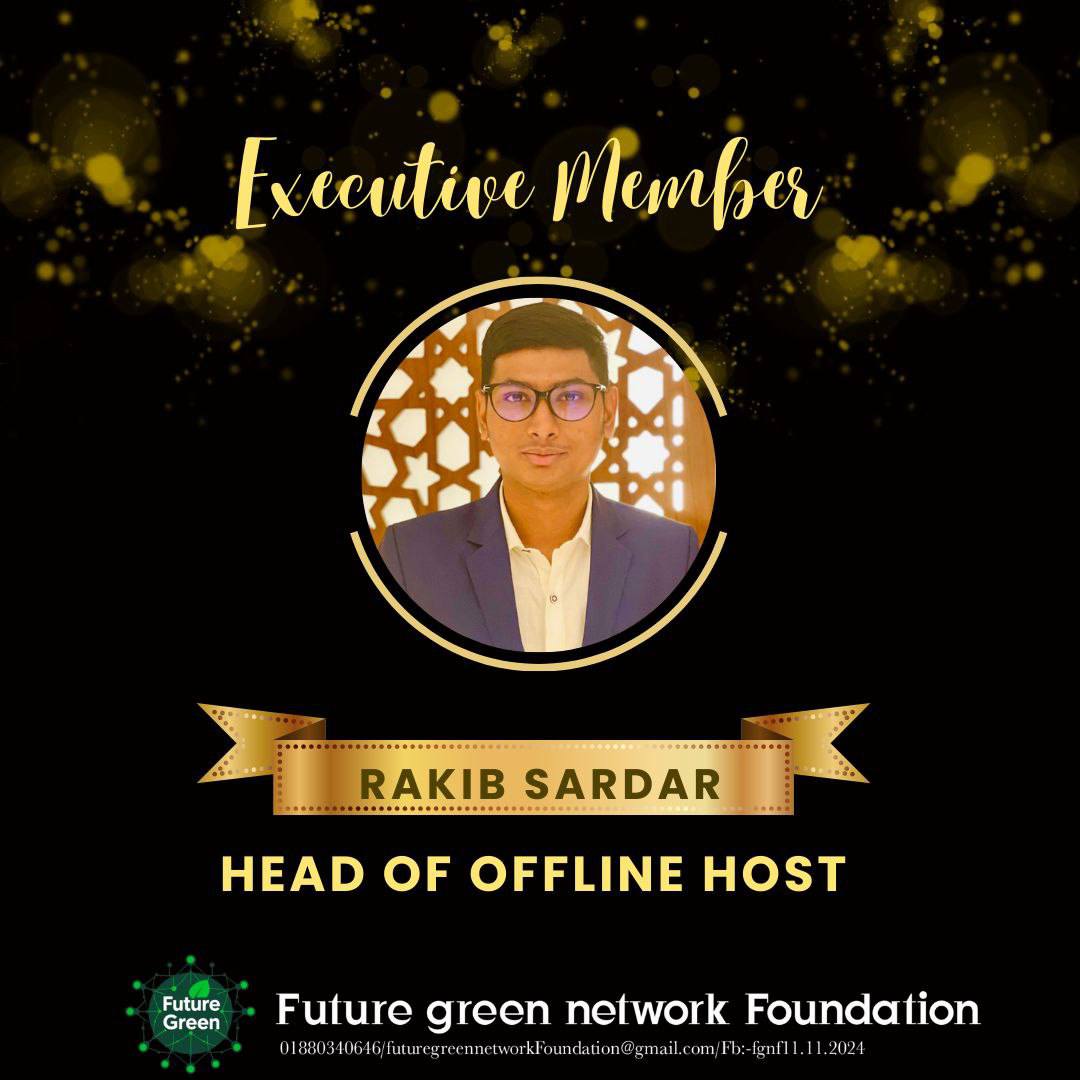 Executive Member
RAKIB SARDAR
HEAD OF OFFLINE HOST
Future
Green
Future green network Foundation
01880340646/futuregreennetworkFoundation@gmail.com/Fb:-fgnf11.11.2024